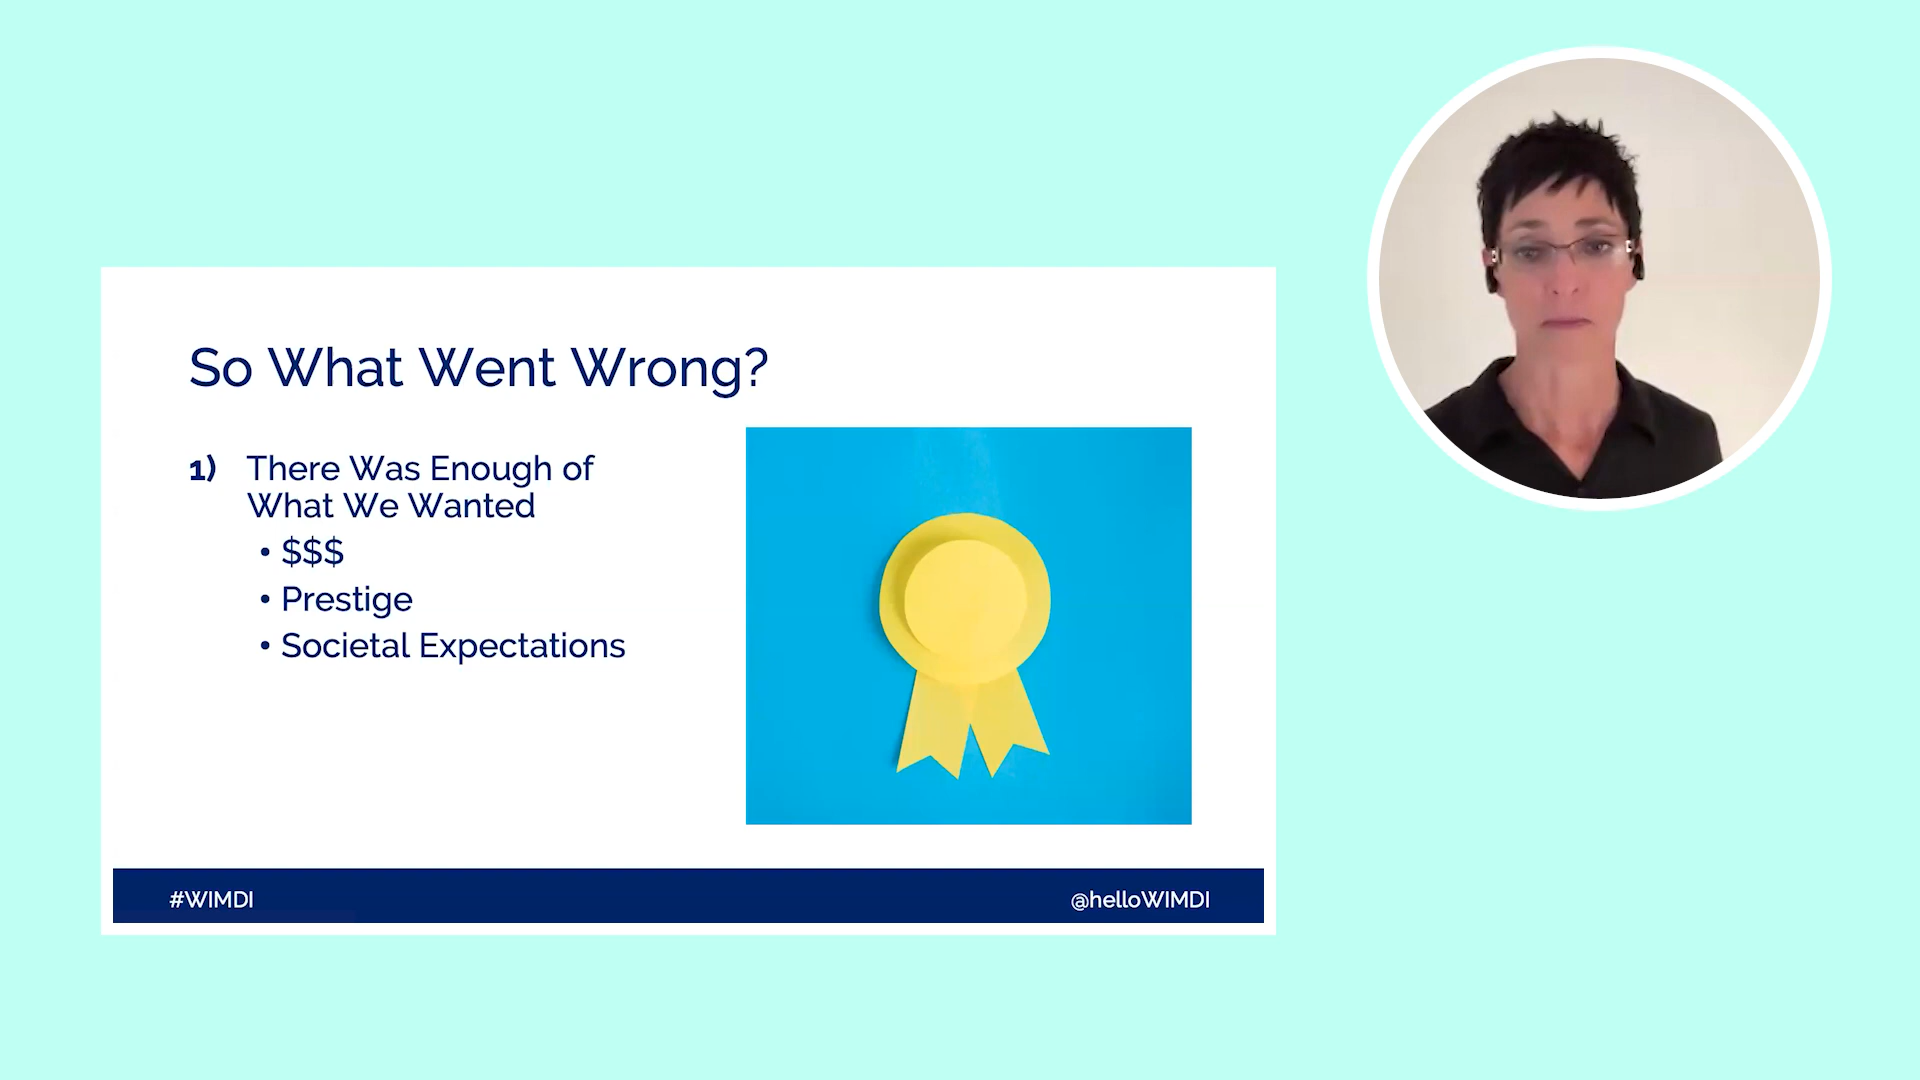 So What Went Wrong?
1) There Was Enough of
What We Wanted
• $$$
• Prestige
• Societal Expectations
#WIMDI
@helloWIMDI